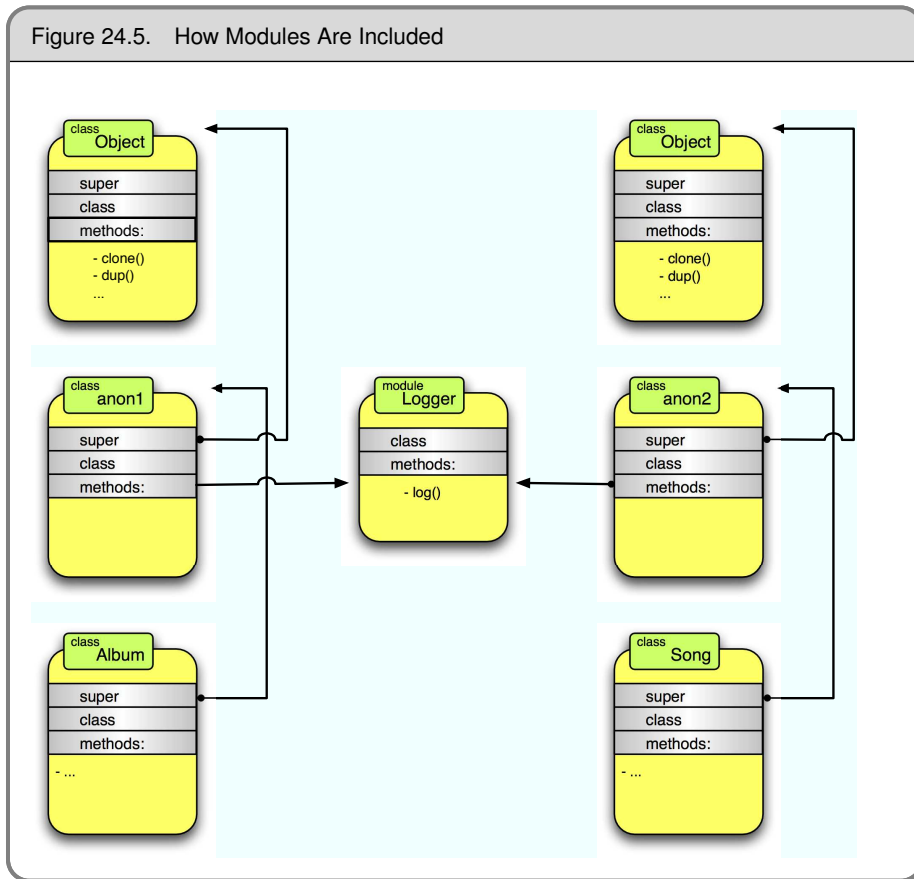 Figure 24.5. How Modules Are Included
class
Object
super
class
methods:
- clone()
- dup()
...
class
Object
super
class
methods:
- clone()
- dup()
...
class
anon1
super
class
methods:
module
Logger
class
methods:
- log()
class
anon2
super
class
methods:
class
Album
super
class
methods:
- ...
class
Song
super
class
methods:
- ...